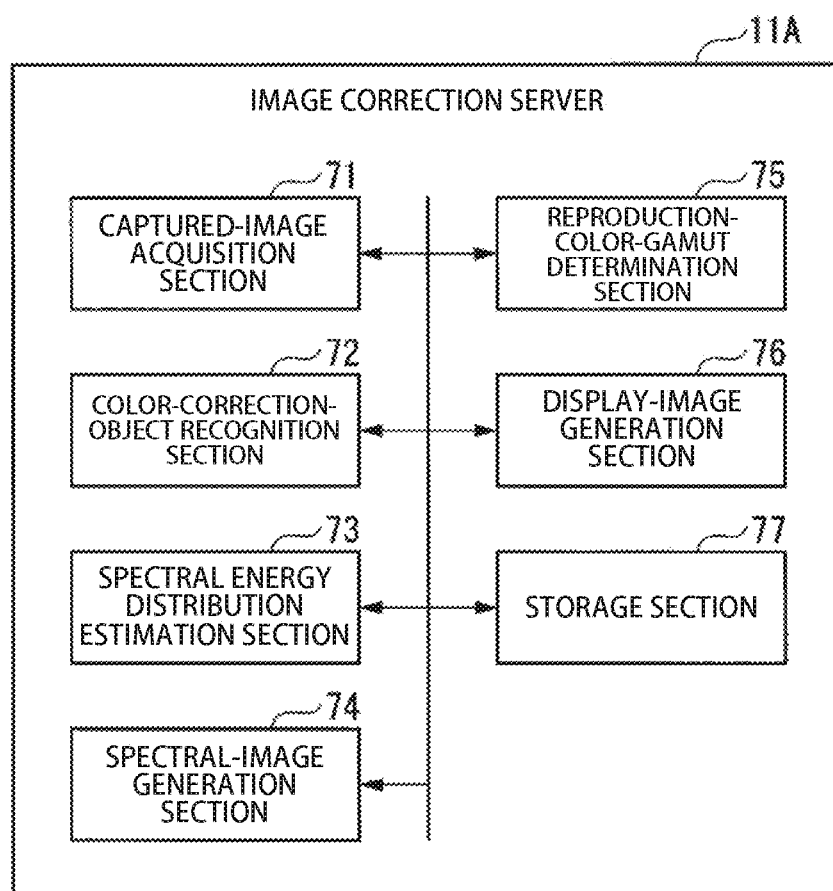 11A
IMAGE CORRECTION SERVER
71
CAPTURED-IMAGE
ACQUISITION
SECTION
75
REPRODUCTION-
COLOR-GAMUT
DETERMINATION
SECTION
72
COLOR-CORRECTION-
OBJECT RECOGNITION
SECTION
76
DISPLAY-IMAGE
GENERATION
SECTION
73
SPECTRAL ENERGY
DISTRIBUTION
ESTIMATION SECTION
77
STORAGE SECTION
74
SPECTRAL-IMAGE
GENERATION
SECTION